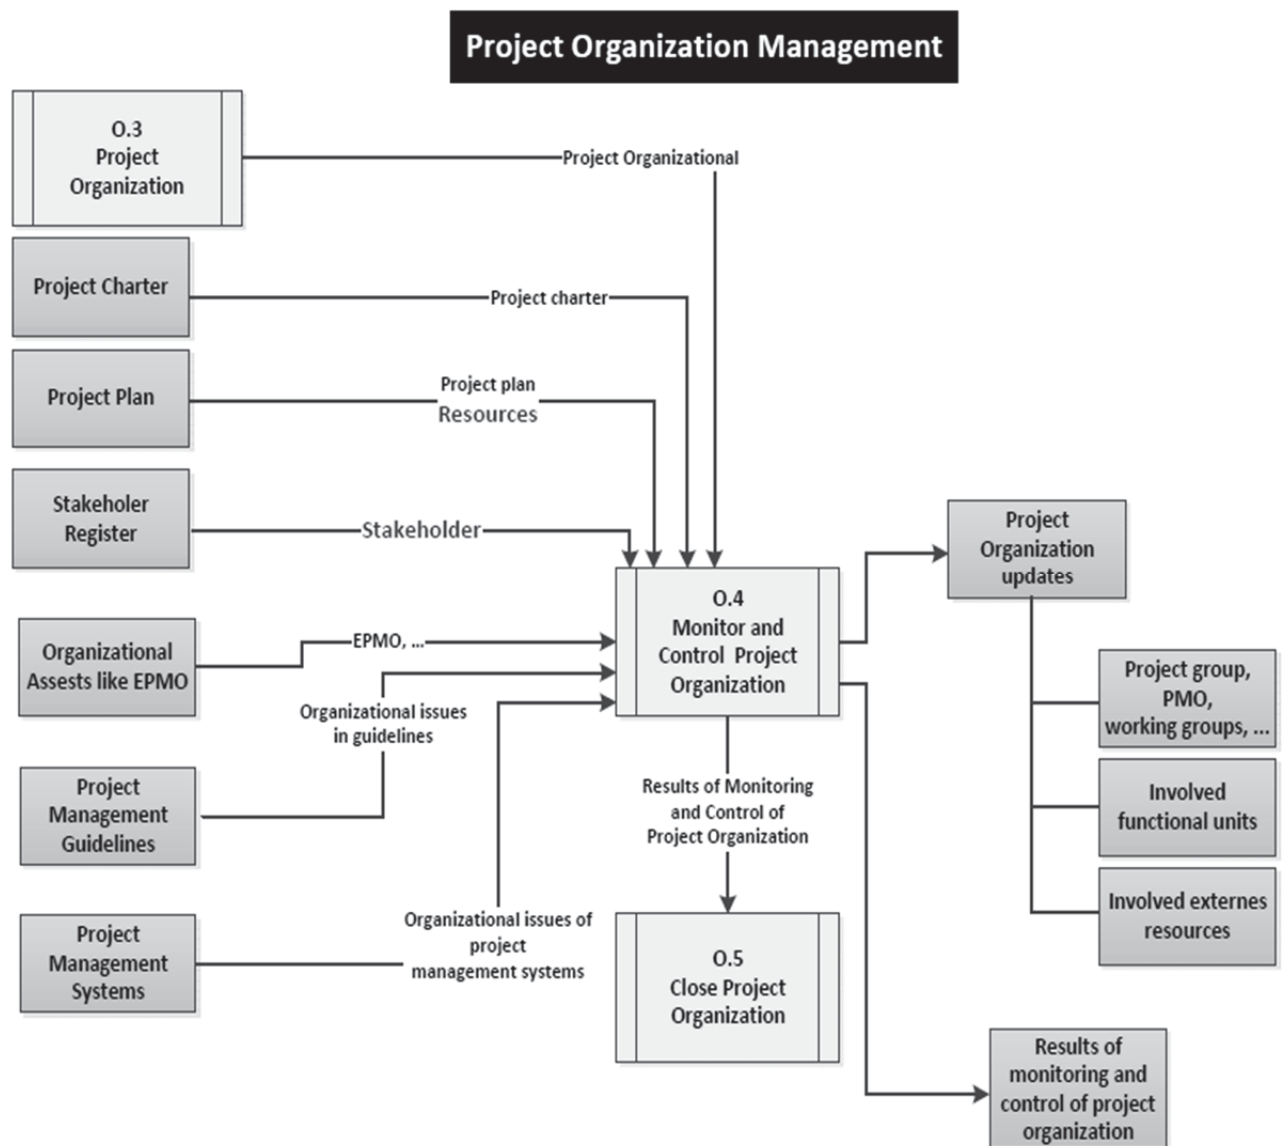 Project Organization Management
O.3
Project
Organization
Project Organizational
Project Charter
Project charter
Project Plan
Project plan
Resources
Stakeholer
Register
Stakeholder
Organizational
Assests like EPMO
EPMO, ...
Organizational issues
in guidelines
Project
Management
Guidelines
Project
Management
Systems
Organizational issues of
project
management systems
O.4
Monitor and
Control Project
Organization
Results of Monitoring
and Control of
Project Organization
O.5
Close Project
Organization
Project
Organization
updates
Project group,
PMO,
working groups, ...
Involved
functional units
Involved externes
resources
Results of
monitoring and
control of project
organization